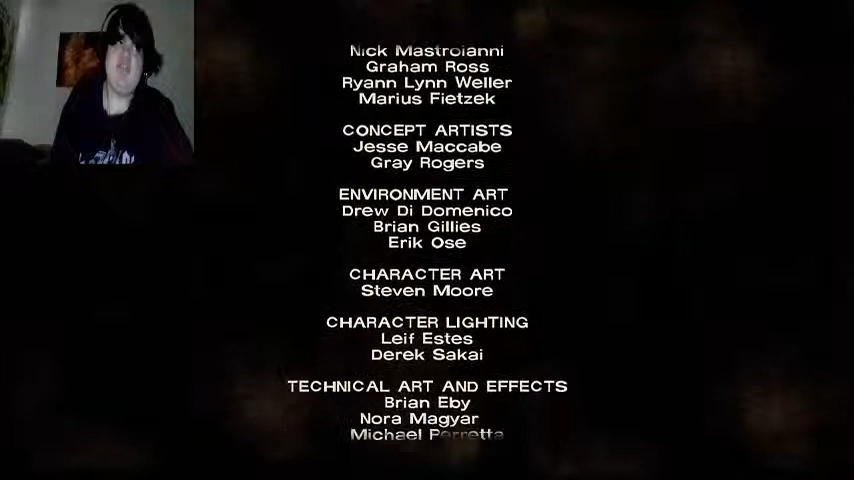 Nick Mastroianni
Graham Ross
Ryann Lynn Weller
Marius Fietzek
CONCEPT ARTISTS
Jesse Maccabe
Gray Rogers
ENVIRONMENT ART
Drew Di Domenico
Brian Gillies
Erik Ose
CHARACTER ART
Steven Moore
CHARACTER LIGHTING
Leif Estes
Derek Sakai
TECHNICAL ART AND EFFECTS
Brian Eby
Nora Magyar
Michael Perretta